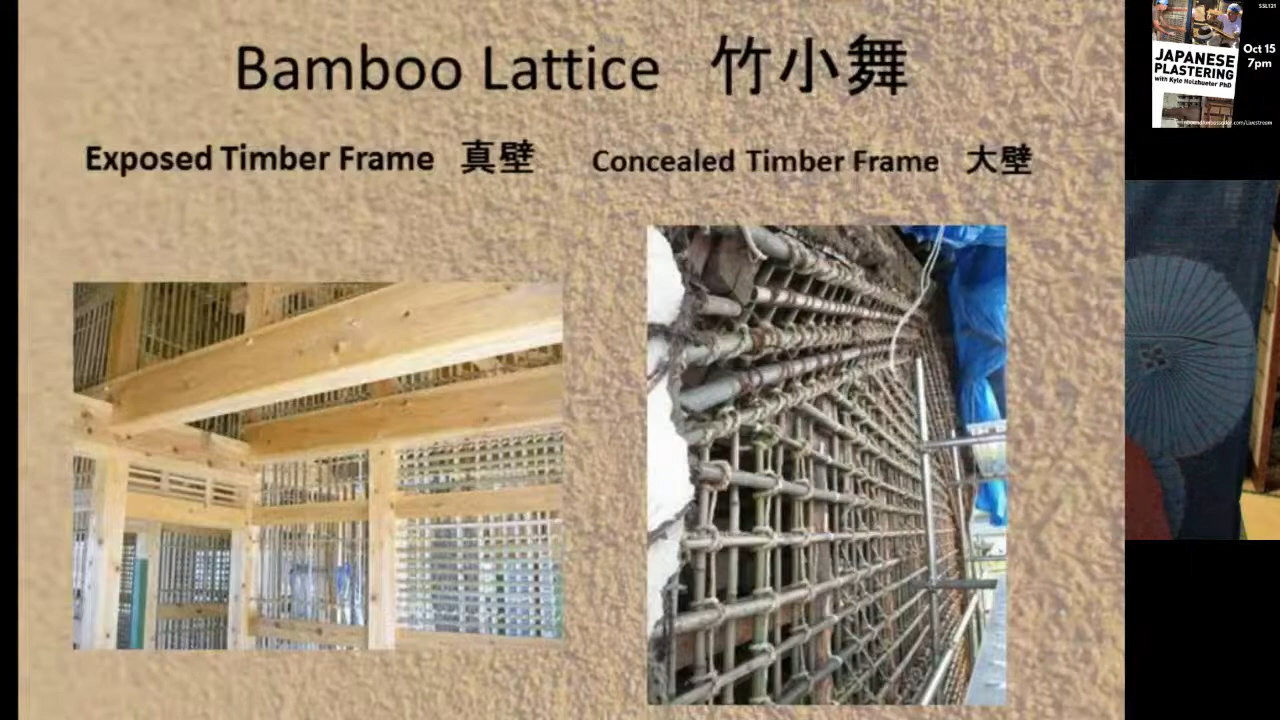 Bamboo Lattice 竹小舞
Exposed Timber Frame 真壁
Concealed Timber Frame 大壁
SSL121
JAPANESE
PLASTERING
with Kyle Holzhueter PhD
Oct 15
7pm